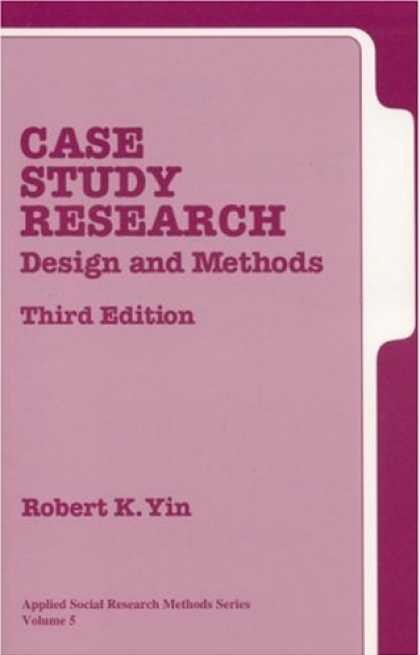 CASE
STUDY
RESEARCH
Design and Methods
Third Edition
Robert K. Yin
Applied Social Research Methods Series
Volume 5